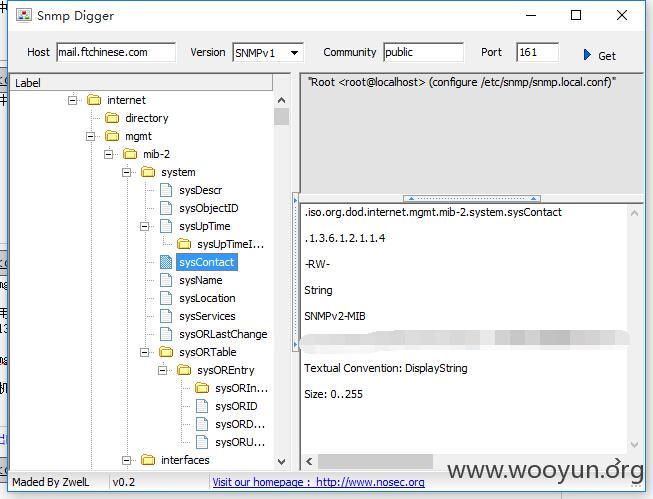 Snmp Digger
Host mail.ftchinese.com Version SNMPv1 Community public Port 161 Get
Label
internet
directory
mgmt
mib-2
system
sysDescr
sysObjectID
sysUpTime
sysUpTimeI...
sysContact
sysName
sysLocation
sysServices
sysORLastChange
sysORTable
sysOREntry
sysORIn...
sysORID
sysORD...
sysORU...
interfaces
"Root <root@localhost> (configure /etc/snmp/snmp.local.conf)"
.iso.org.dod.internet.mgmt.mib-2.system.sysContact
.1.3.6.1.2.1.1.4
-RW-
String
SNMPv2-MIB
Textual Convention: DisplayString
Size: 0..255
Maded By ZwelL v0.2 Visit our homepage : http://www.nosec.org
www.wooyun.org